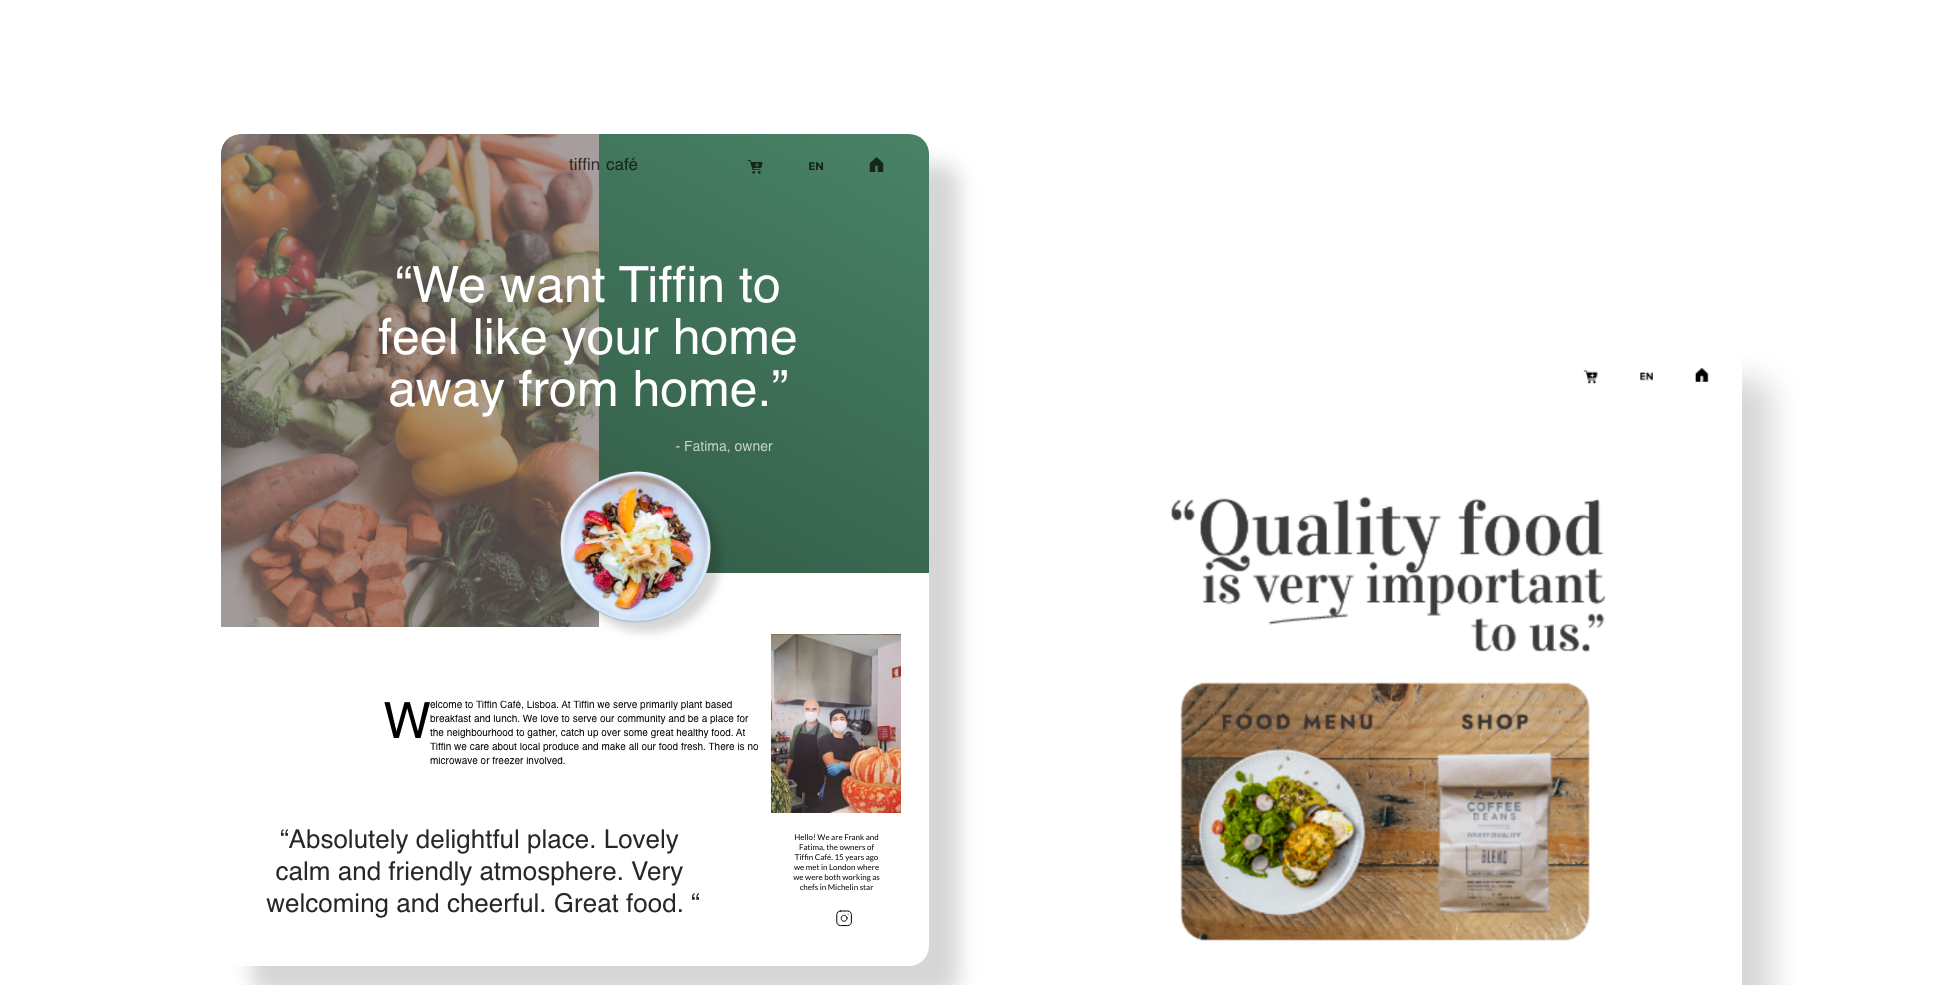 tiffin café
EN
“We want Tiffin to
feel like your home
away from home.”
- Fatima, owner
Welcome to Tiffin Café, Lisboa. At Tiffin we serve primarily plant based
breakfast and lunch. We love to serve our community and be a place for
the neighbourhood to gather, catch up over some great healthy food. At
Tiffin we care about local produce and make all our food fresh. There is no
microwave or freezer involved.
“Absolutely delightful place. Lovely
calm and friendly atmosphere. Very
welcoming and cheerful. Great food. “
Hello! We are Frank and
Fatima, the owners of
Tiffin Café. 15 years ago
we met in London where
we were both working as
chefs in Michelin star
EN
“Quality food
is very important
to us.”
FOOD MENU
SHOP
Little Nap
COFFEE
BEANS
FINEST QUALITY
BLEND